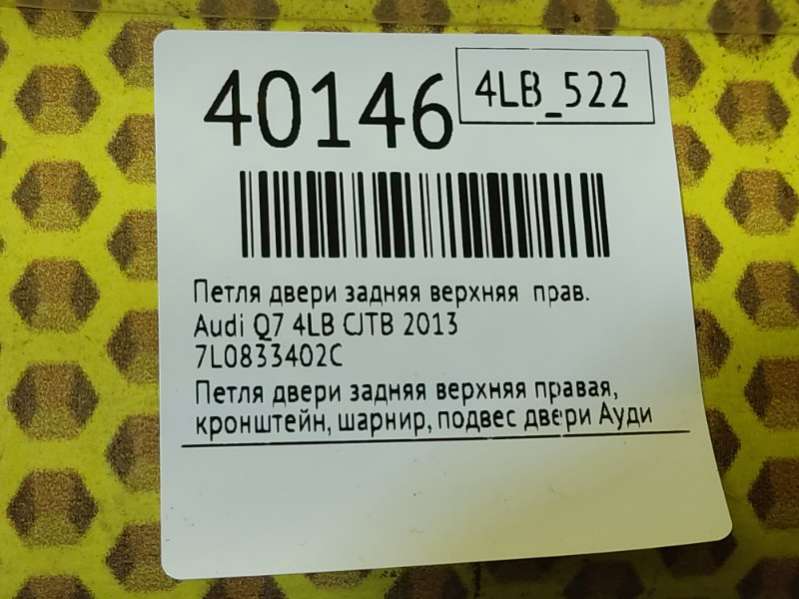 40146
4LB_522
Петля двери задняя верхняя прав.
Audi Q7 4LB CJTB 2013
7L0833402C
Петля двери задняя верхняя правая,
кронштейн, шарнир, подвес двери Ауди